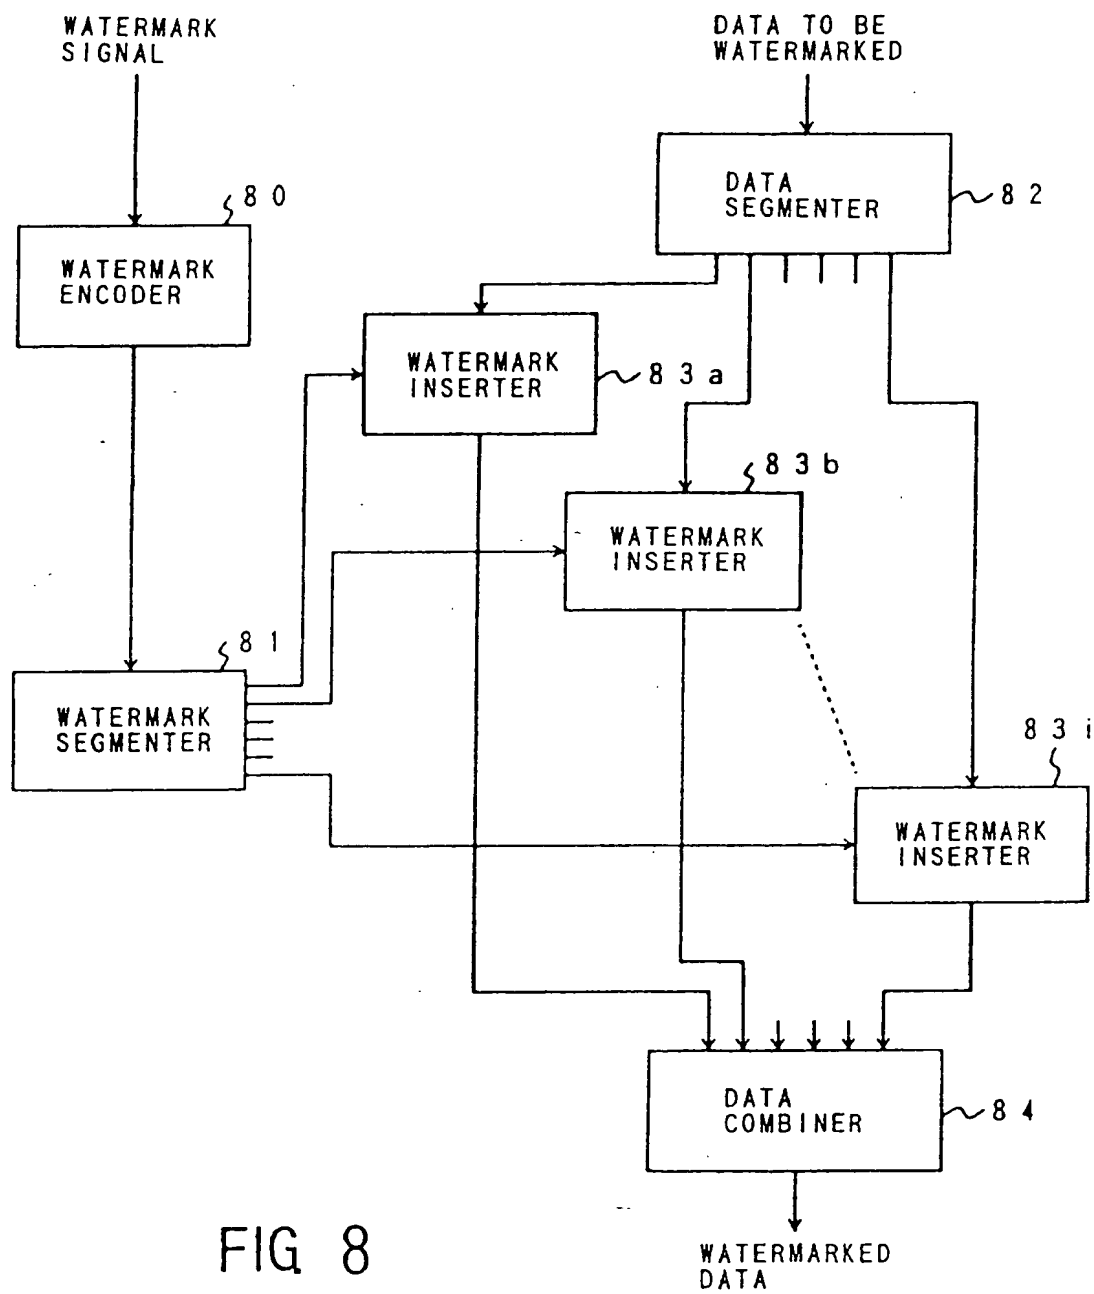 WATERMARK
SIGNAL
DATA TO BE
WATERMARKED
80
WATERMARK
ENCODER
DATA
SEGMENTER
82
WATERMARK
INSERTER
83a
83b
WATERMARK
INSERTER
81
WATERMARK
SEGMENTER
83i
WATERMARK
INSERTER
DATA
COMBINER
84
WATERMARKED
DATA
FIG. 8